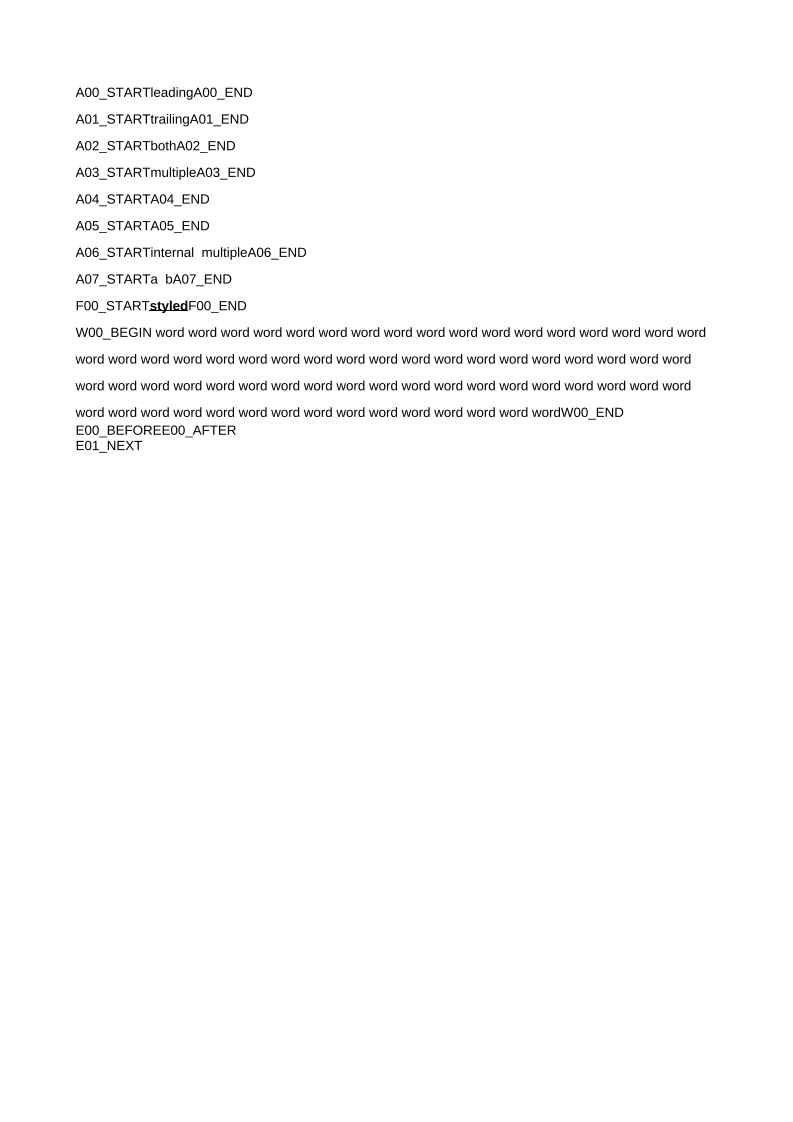 A00_STARTleadingA00_END
A01_STARTtrailingA01_END
A02_STARTbothA02_END
A03_STARTmultipleA03_END
A04_STARTA04_END
A05_STARTA05_END
A06_STARTinternal  multipleA06_END
A07_STARTa  bA07_END
F00_STARTstyledF00_END
W00_BEGIN word word word word word word word word word word word word word word word word word
word word word word word word word word word word word word word word word word word word word
word word word word word word word word word word word word word word word word word word word
word word word word word word word word word word word word word word wordW00_END
E00_BEFOREE00_AFTER
E01_NEXT